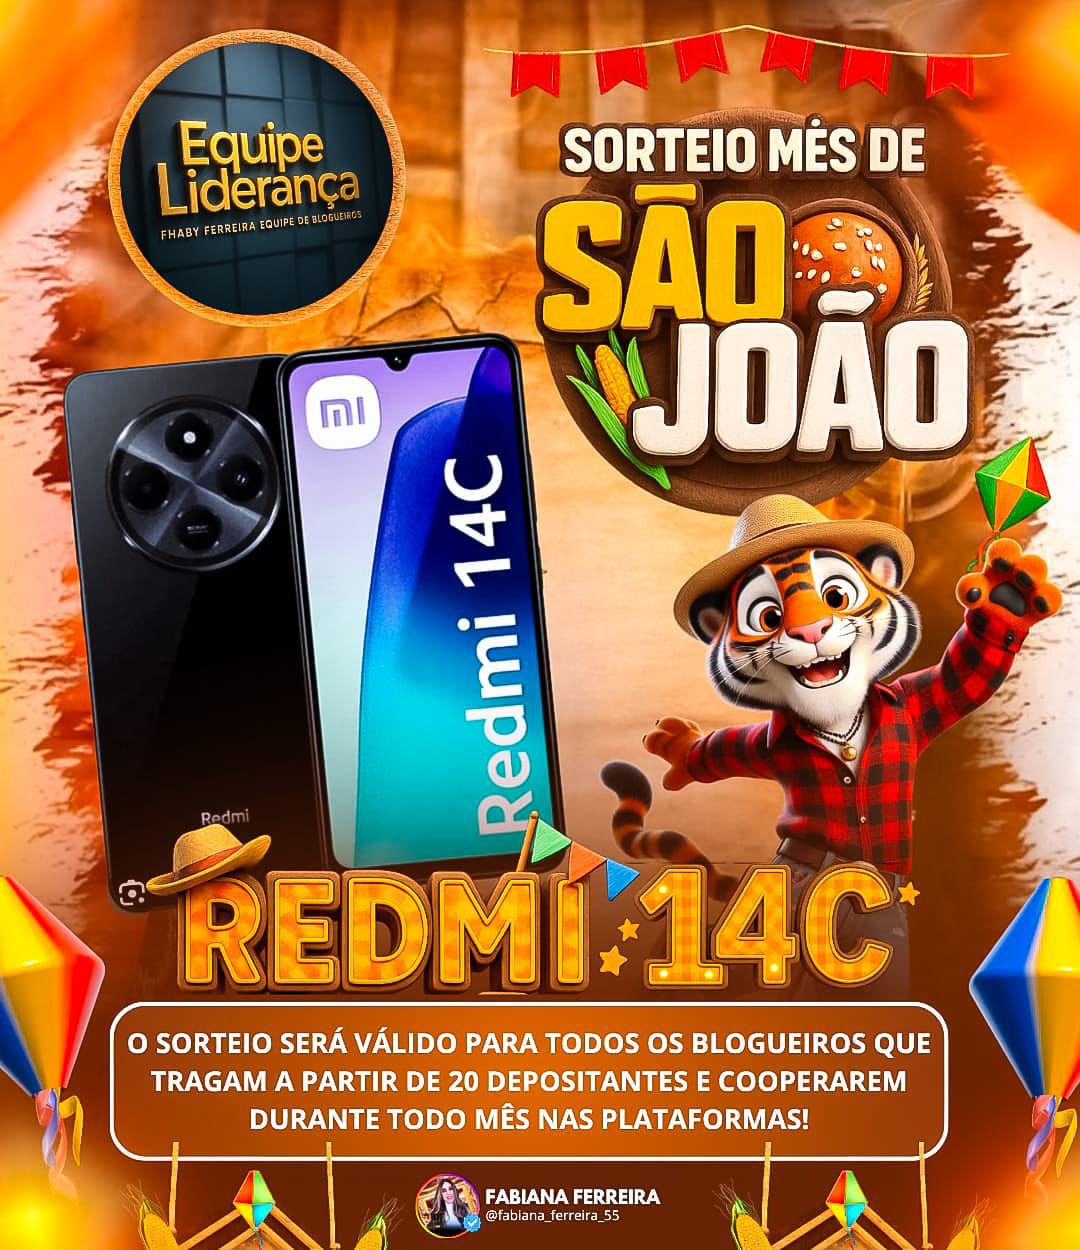 Equipe
Liderança
FHABY FERREIRA EQUIPE DE BLOGUEIROS
SORTEIO MÊS DE
SÃO
JOÃO
mi
Redmi 14C
Redmi
REDMI 14C
O SORTEIO SERÁ VÁLIDO PARA TODOS OS BLOGUEIROS QUE
TRAGAM A PARTIR DE 20 DEPOSITANTES E COOPERAREM
DURANTE TODO MÊS NAS PLATAFORMAS!
FABIANA FERREIRA
@fabiana_ferreira_55